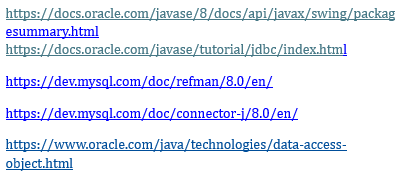 https://docs.oracle.com/javase/8/docs/api/javax/swing/packag
esummary.html
https://docs.oracle.com/javase/tutorial/jdbc/index.html
https://dev.mysql.com/doc/refman/8.0/en/
https://dev.mysql.com/doc/connector-j/8.0/en/
https://www.oracle.com/java/technologies/data-access-
object.html